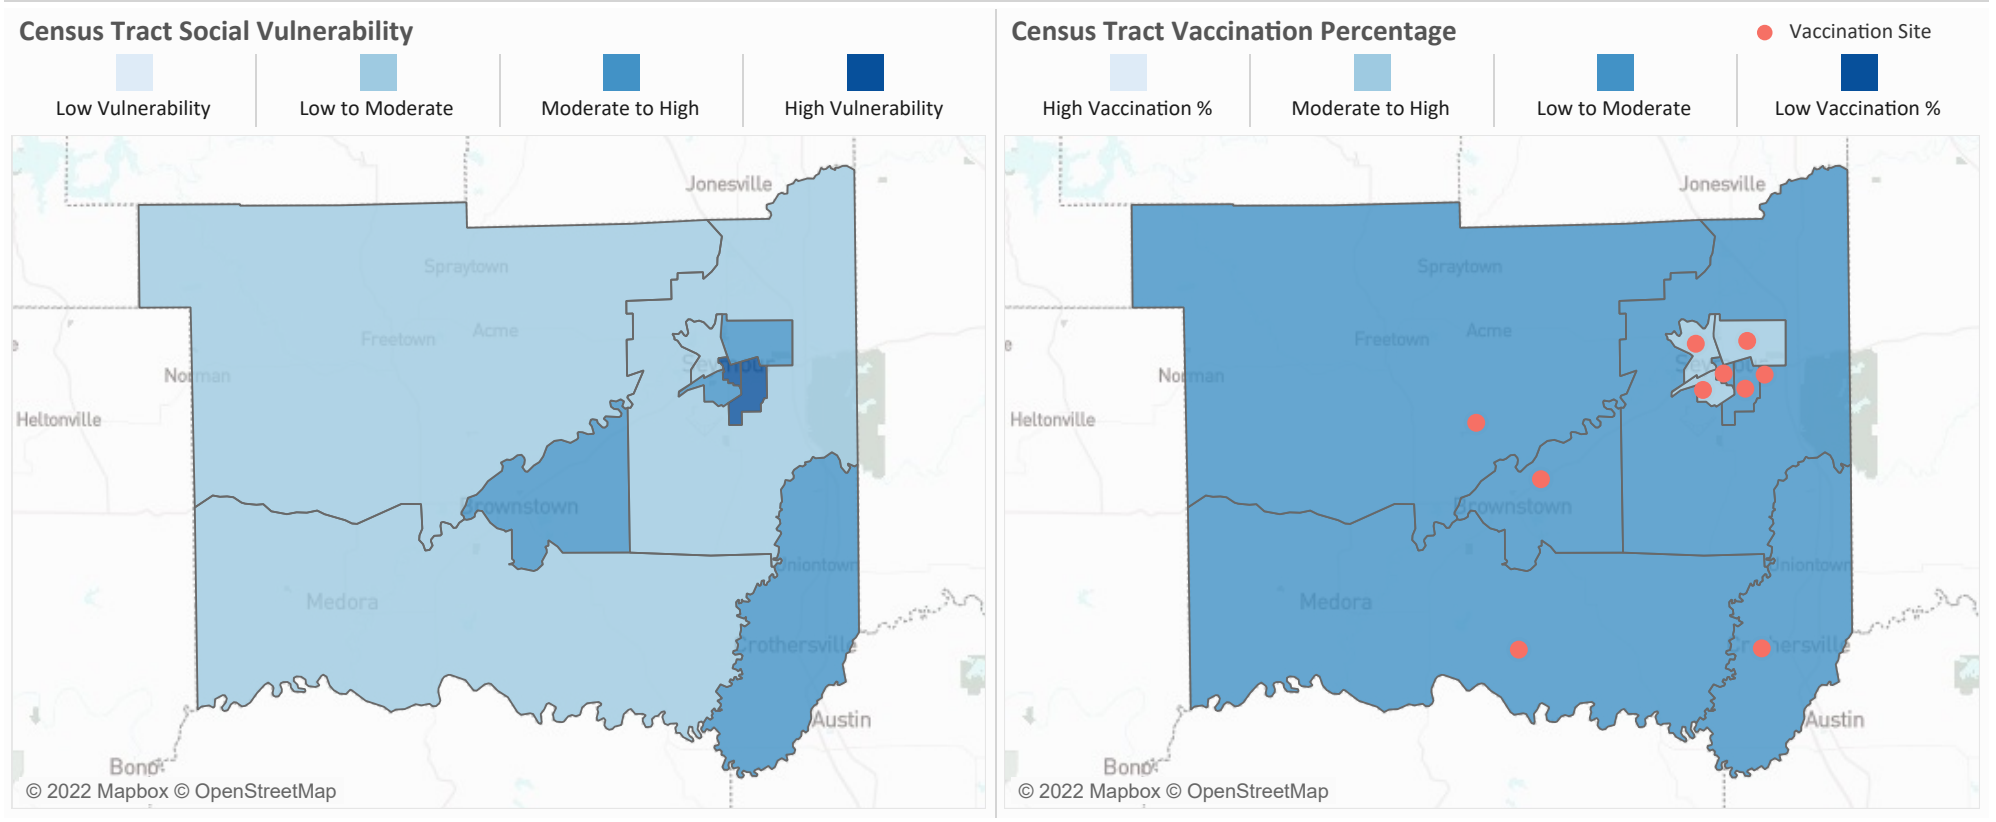 Census Tract Social Vulnerability
Low Vulnerability
Low to Moderate
Moderate to High
High Vulnerability
Jonesville
Spraytown
Acme
Freetown
Seymour
Norman
Heltonville
Brownstown
Uniontown
Medora
Crothersville
Austin
Bono
© 2022 Mapbox © OpenStreetMap
Census Tract Vaccination Percentage
Vaccination Site
High Vaccination %
Moderate to High
Low to Moderate
Low Vaccination %
Jonesville
Spraytown
Acme
Freetown
Norman
Heltonville
Brownstown
Uniontown
Medora
Crothersville
Austin
Bono
© 2022 Mapbox © OpenStreetMap